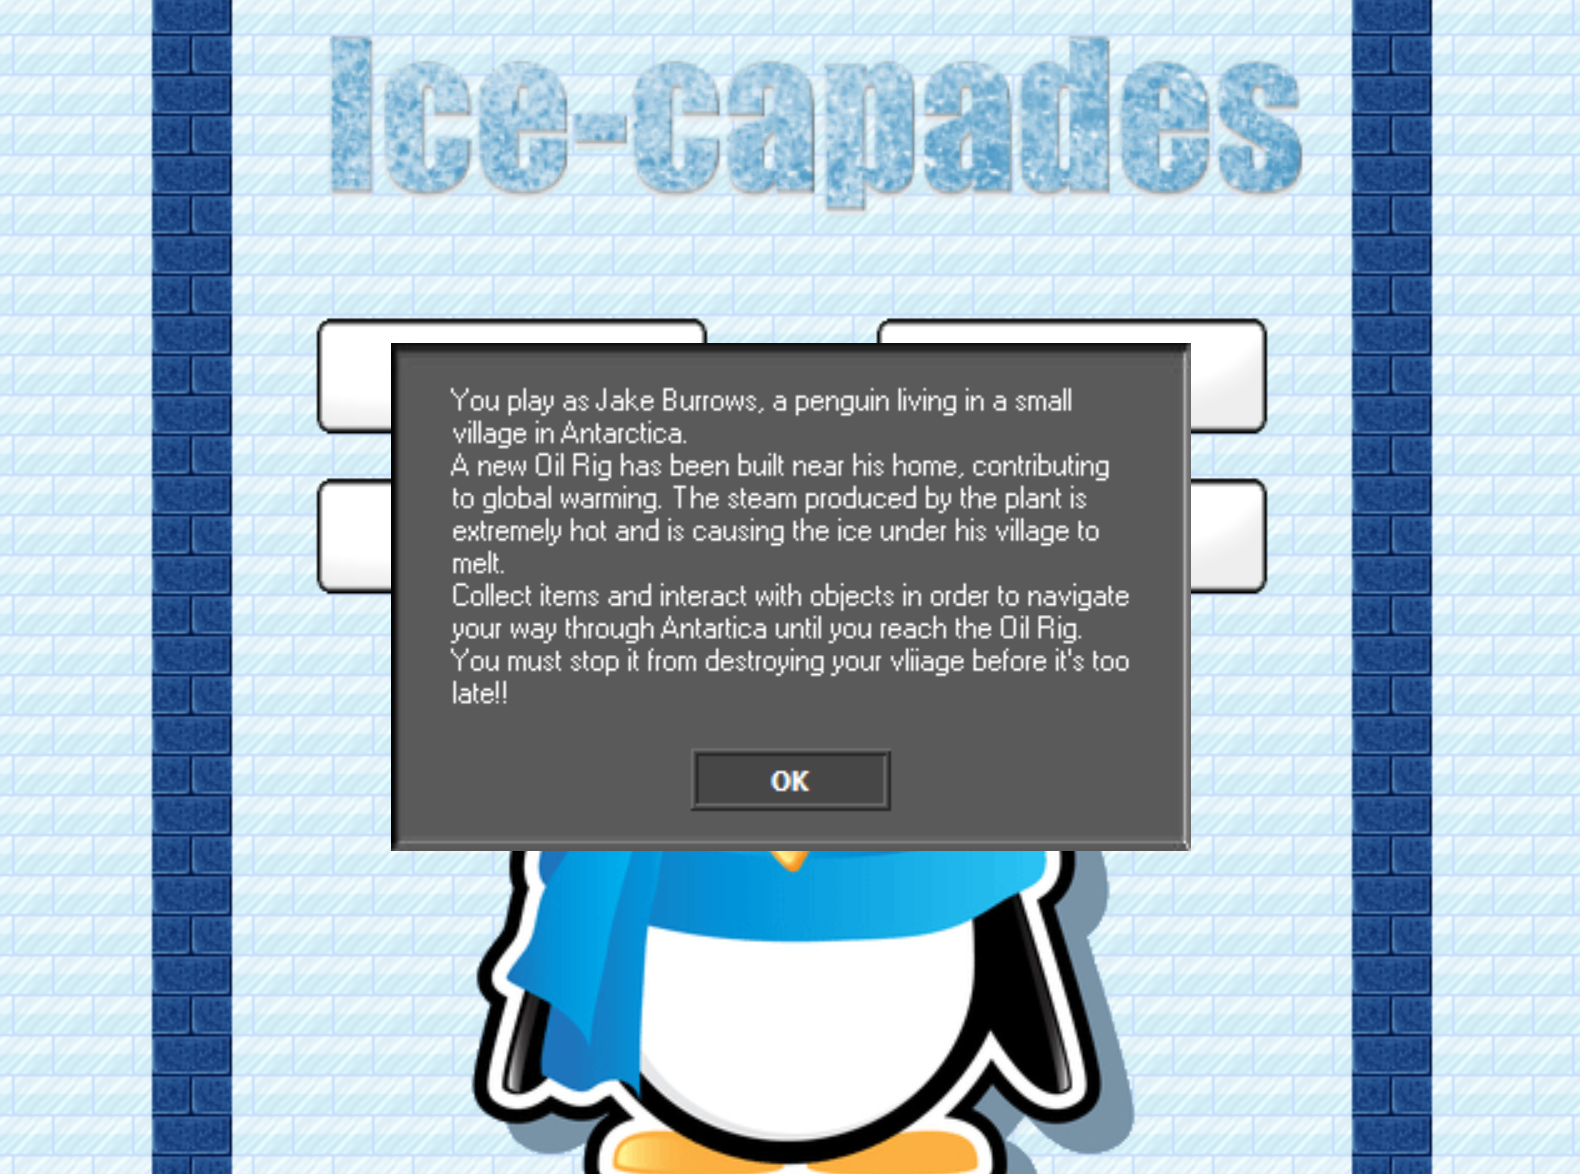 Ice-capades
You play as Jake Burrows, a penguin living in a small
village in Antarctica.
A new Oil Rig has been built near his home, contributing
to global warming. The steam produced by the plant is
extremely hot and is causing the ice under his village to
melt.
Collect items and interact with objects in order to navigate
your way through Antartica until you reach the Oil Rig.
You must stop it from destroying your vliiage before it's too
late!!
OK